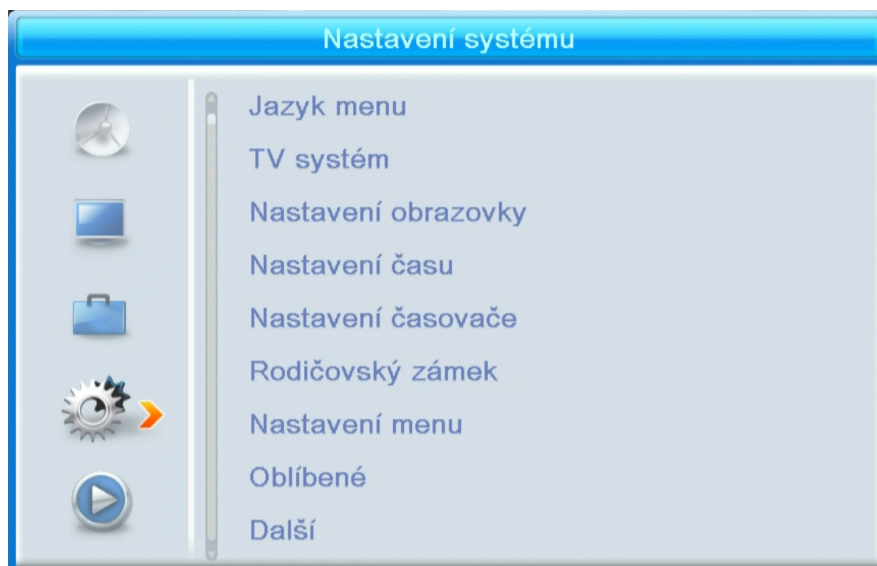 Nastavení systému
Jazyk menu
TV systém
Nastavení obrazovky
Nastavení času
Nastavení časovače
Rodičovský zámek
Nastavení menu
Oblíbené
Další